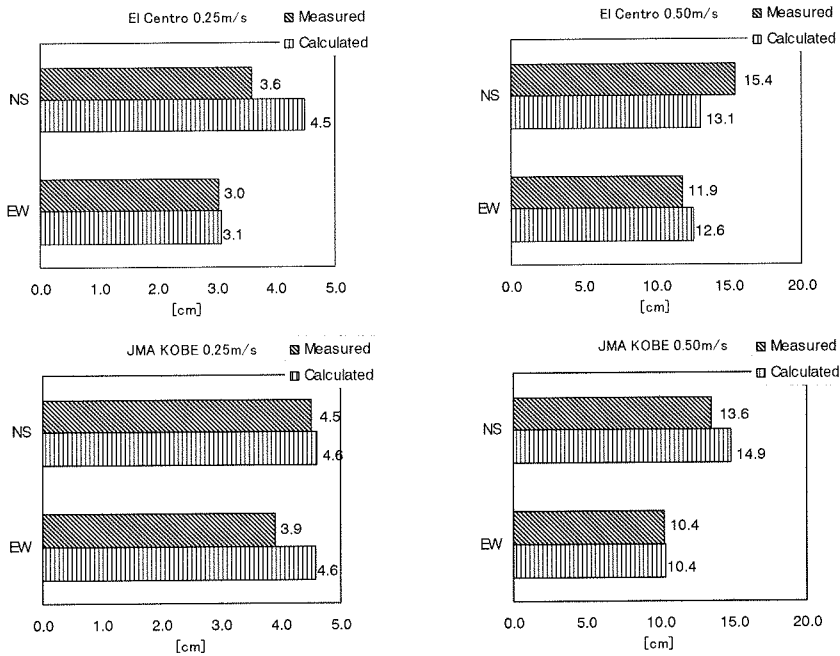 El Centro 0.25m/s
Measured
Calculated
NS
3.6
4.5
EW
3.0
3.1
0.0 1.0 2.0 3.0 4.0 5.0
[cm]
El Centro 0.50m/s
Measured
Calculated
NS
15.4
13.1
EW
11.9
12.6
0.0 5.0 10.0 15.0 20.0
[cm]
JMA KOBE 0.25m/s
Measured
Calculated
NS
4.5
4.6
EW
3.9
4.6
0.0 1.0 2.0 3.0 4.0 5.0
[cm]
JMA KOBE 0.50m/s
Measured
Calculated
NS
13.6
14.9
EW
10.4
10.4
0.0 5.0 10.0 15.0 20.0
[cm]